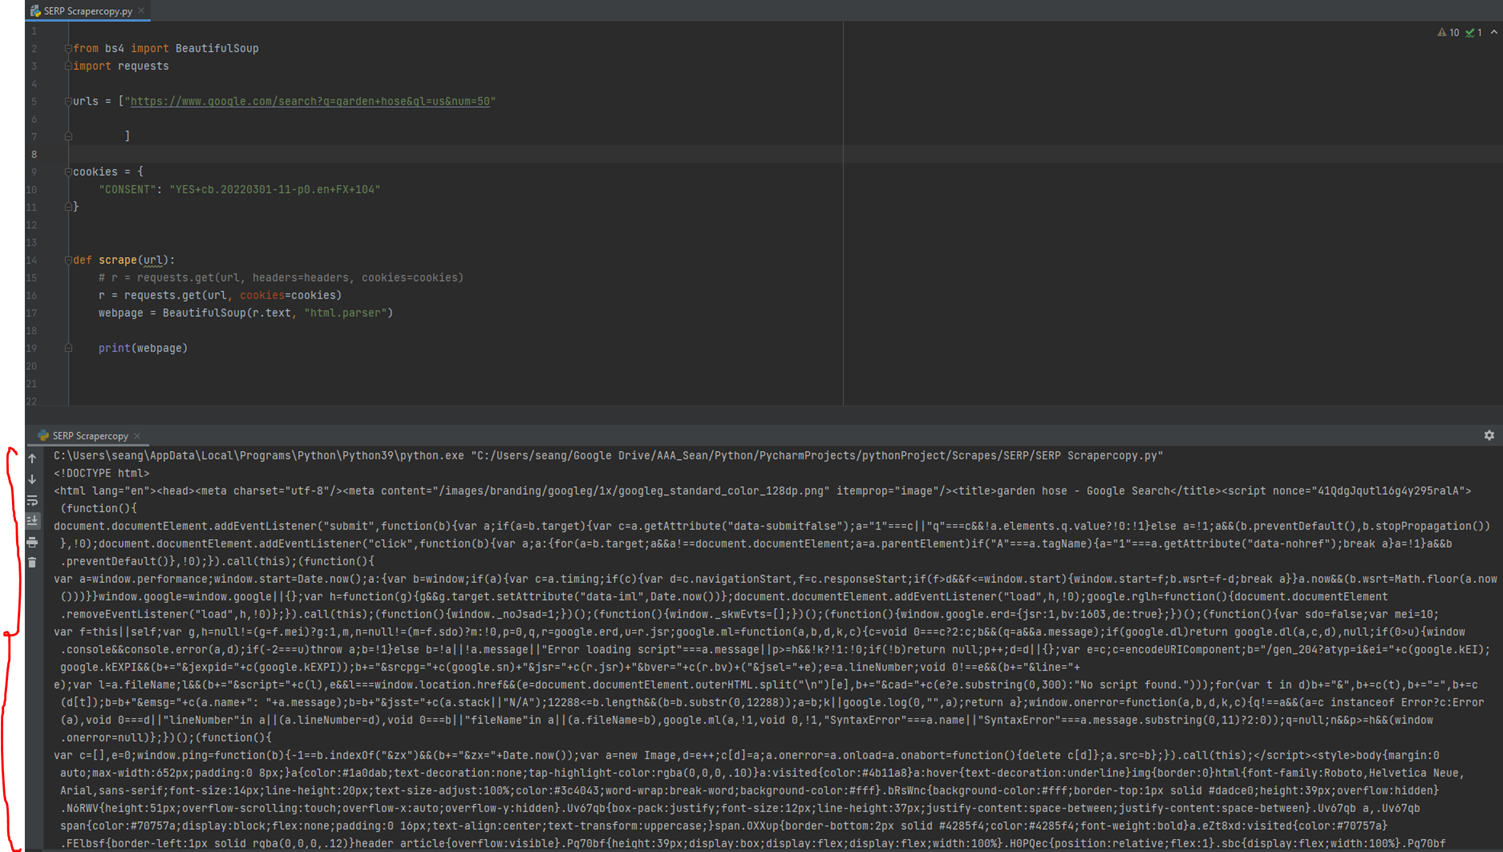 SERP Scrapercopy.py
10 1
1
2 from bs4 import BeautifulSoup
3 import requests
4
5 urls = ["https://www.google.com/search?q=garden+hose&gl=us&num=50"
6
7 ]
8
9 cookies = {
10 "CONSENT": "YES+cb.20220301-11-p0.en+FX+104"
11 }
12
13
14 def scrape(url):
15 # r = requests.get(url, headers=headers, cookies=cookies)
16 r = requests.get(url, cookies=cookies)
17 webpage = BeautifulSoup(r.text, "html.parser")
18
19 print(webpage)
20
21
22
SERP Scrapercopy
C:\Users\seang\AppData\Local\Programs\Python\Python39\python.exe "C:/Users/seang/Google Drive/AAA_Sean/Python/PycharmProjects/pythonProject/Scrapes/SERP/SERP Scrapercopy.py"
<!DOCTYPE html>
<html lang="en"><head><meta charset="utf-8"/><meta content="/images/branding/googleg/1x/googleg_standard_color_128dp.png" itemprop="image"/><title>garden hose - Google Search</title><script nonce="41QdgJqutl16g4y295ralA">
(function(){
document.documentElement.addEventListener("submit",function(b){var a;if(a=b.target){var c=a.getAttribute("data-submitfalse");a="1"===c||"q"===c&&!a.elements.q.value?!0:!1}else a=!1;a&&(b.preventDefault(),b.stopPropagation())
},!0);document.documentElement.addEventListener("click",function(b){var a;a:{for(a=b.target;a&&a!==document.documentElement;a=a.parentElement)if("A"===a.tagName){a="1"===a.getAttribute("data-nohref");break a}a=!1}a&&b
.preventDefault()},!0);}).call(this);(function(){
var a=window.performance;window.start=Date.now();a:{var b=window;if(a){var c=a.timing;if(c){var d=c.navigationStart,f=c.responseStart;if(f>d&&f<=window.start){window.start=f;b.wsrt=f-d;break a}}a.now&&(b.wsrt=Math.floor(a.now
()))}}window.google=window.google||{};var h=function(g){g&&g.target.setAttribute("data-iml",Date.now())};document.documentElement.addEventListener("load",h,!0);google.rglh=function(){document.documentElement
.removeEventListener("load",h,!0)};}).call(this);(function(){window._noJsad=1;})();(function(){window._skwEvts=[];})();(function(){window.google.erd={jsr:1,bv:1603,de:true};})();(function(){var sdo=false;var mei=10;
var f=this||self;var g,h=null!=(g=f.mei)?g:1,m,n=null!=(m=f.sdo)?m:!0,p=0,q,r=google.erd,u=r.jsr;google.ml=function(a,b,d,k,c){c=void 0===c?2:c;b&&(q=a&&a.message);if(google.dl)return google.dl(a,c,d),null;if(0>u){window
.console&&console.error(a,d);if(-2===u)throw a;b=!1}else b=!a||!a.message||"Error loading script"===a.message||p>=h&&!k?!1:!0;if(!b)return null;p++;d=d||{};var e=c;c=encodeURIComponent;b="/gen_204?atyp=i&ei="+c(google.kEI);
google.kEXPI&&(b+="&jexpid="+c(google.kEXPI));b+="&srcpg="+c(google.sn)+"&jsr="+c(r.jsr)+"&bver="+c(r.bv)+("&jsel="+e);e=a.lineNumber;void 0!==e&&(b+="&line="+
e);var l=a.fileName;l&&(b+="&script="+c(l),e&&l===window.location.href&&(e=document.documentElement.outerHTML.split("\n")[e],b+="&cad="+c(e?e.substring(0,300):"No script found.")));for(var t in d)b+="&",b+=c(t),b+="=",b+=c
(d[t]);b=b+"&emsg="+c(a.name+": "+a.message);b=b+"&jsst="+c(a.stack||"N/A");12288<=b.length&&(b=b.substr(0,12288));a=b;k||google.log(0,"",a);return a};window.onerror=function(a,b,d,k,c){q!==a&&(a=c instanceof Error?c:Error
(a),void 0===d||"lineNumber"in a||(a.lineNumber=d),void 0===b||"fileName"in a||(a.fileName=b),google.ml(a,!1,void 0,!1,"SyntaxError"===a.name||"SyntaxError"===a.message.substring(0,11)?2:0));q=null;n&&p>=h&&(window
.onerror=null)};})();(function(){
var c=[],e=0;window.ping=function(b){-1==b.indexOf("&zx")&&(b+="&zx="+Date.now());var a=new Image,d=e++;c[d]=a;a.onerror=a.onload=a.onabort=function(){delete c[d]};a.src=b};}).call(this);</script><style>body{margin:0
auto;max-width:652px;padding:0 8px;}a{color:#1a0dab;text-decoration:none;tap-highlight-color:rgba(0,0,0,.10)}a:visited{color:#4b11a8}a:hover{text-decoration:underline}img{border:0}html{font-family:Roboto,Helvetica Neue,
Arial,sans-serif;font-size:14px;line-height:20px;text-size-adjust:100%;color:#3c4043;word-wrap:break-word;background-color:#fff}.bRsWnc{background-color:#fff;border-top:1px solid #dadce0;height:39px;overflow:hidden}
.N6RWV{height:51px;overflow-scrolling:touch;overflow-x:auto;overflow-y:hidden}.Uv67qb{box-pack:justify;font-size:12px;line-height:37px;justify-content:space-between;justify-content:space-between}.Uv67qb a,.Uv67qb
span{color:#70757a;display:block;flex:none;padding:0 16px;text-align:center;text-transform:uppercase;}span.OXXup{border-bottom:2px solid #4285f4;color:#4285f4;font-weight:bold}a.eZt8xd:visited{color:#70757a}
.FElbsf{border-left:1px solid rgba(0,0,0,.12)}header article{overflow:visible}.Pq70bf{height:39px;display:box;display:flex;display:flex;width:100%}.H0PQec{position:relative;flex:1}.sbc{display:flex;width:100%}.Pq70bf